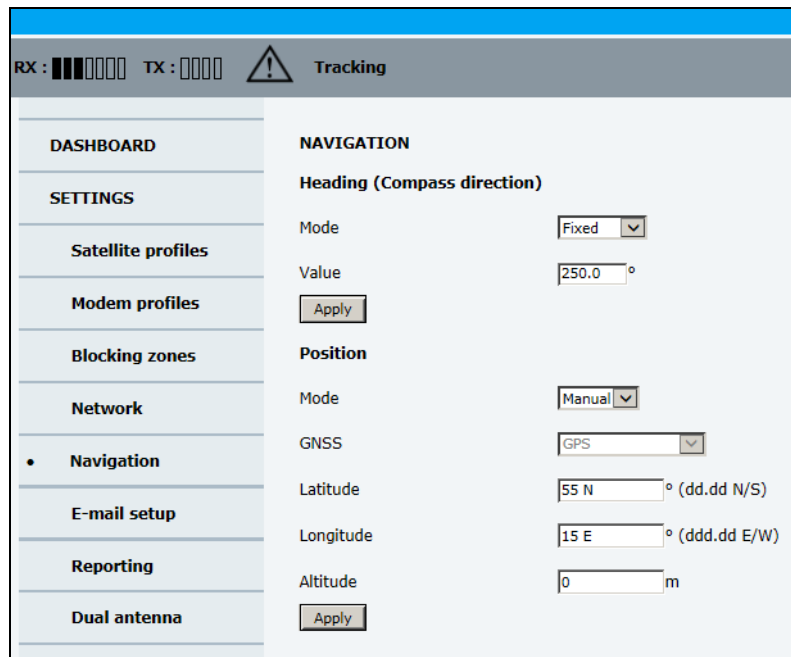 RX : TX : Tracking
DASHBOARD
SETTINGS
Satellite profiles
Modem profiles
Blocking zones
Network
• Navigation
E-mail setup
Reporting
Dual antenna
NAVIGATION
Heading (Compass direction)
Mode Fixed
Value 250.0 °
Apply
Position
Mode Manual
GNSS GPS
Latitude 55 N ° (dd.dd N/S)
Longitude 15 E ° (ddd.dd E/W)
Altitude 0 m
Apply